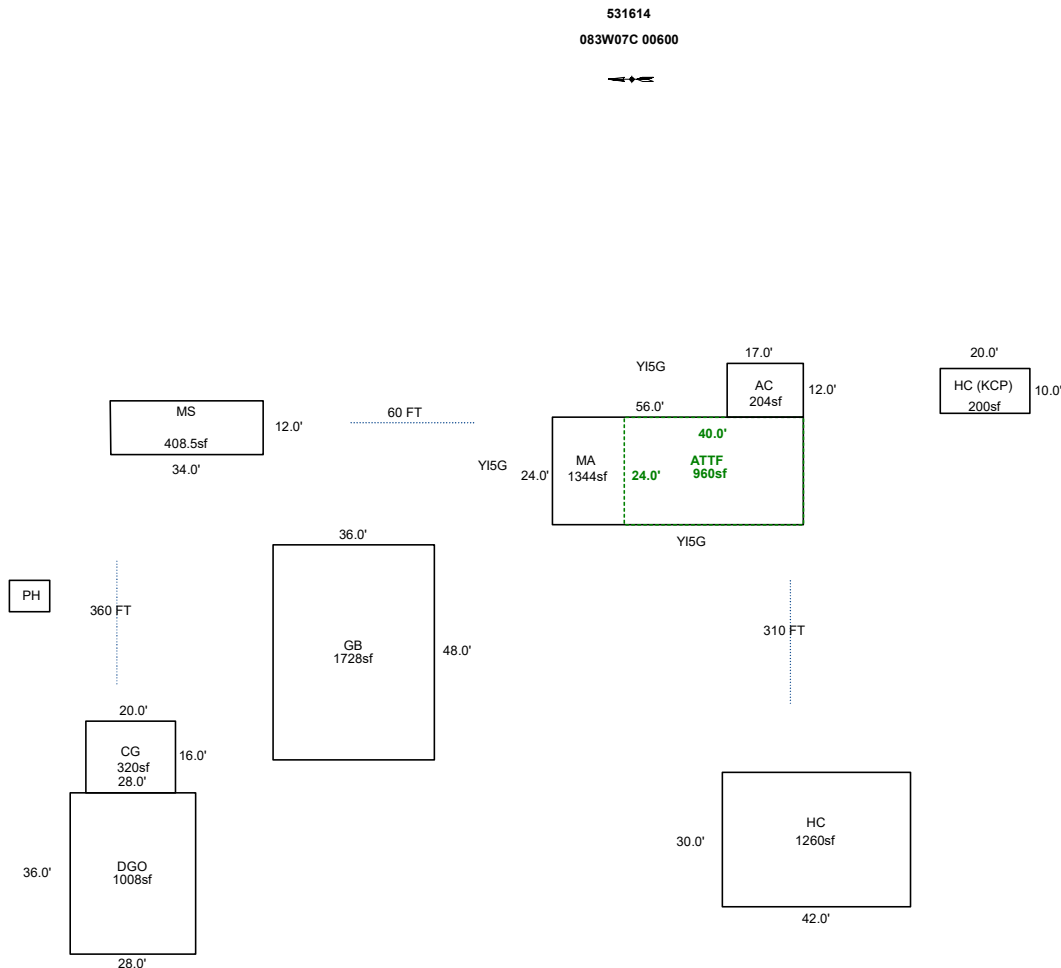 531614
083W07C 00600
17.0'
20.0'
YI5G
AC
204sf
12.0'
HC (KCP)
200sf
10.0'
MS
408.5sf
12.0'
34.0'
60 FT
56.0'
40.0'
YI5G
24.0'
MA
1344sf
24.0'
ATTF
960sf
YI5G
36.0'
PH
360 FT
GB
1728sf
48.0'
310 FT
20.0'
CG
320sf
28.0'
16.0'
36.0'
DGO
1008sf
28.0'
30.0'
HC
1260sf
42.0'